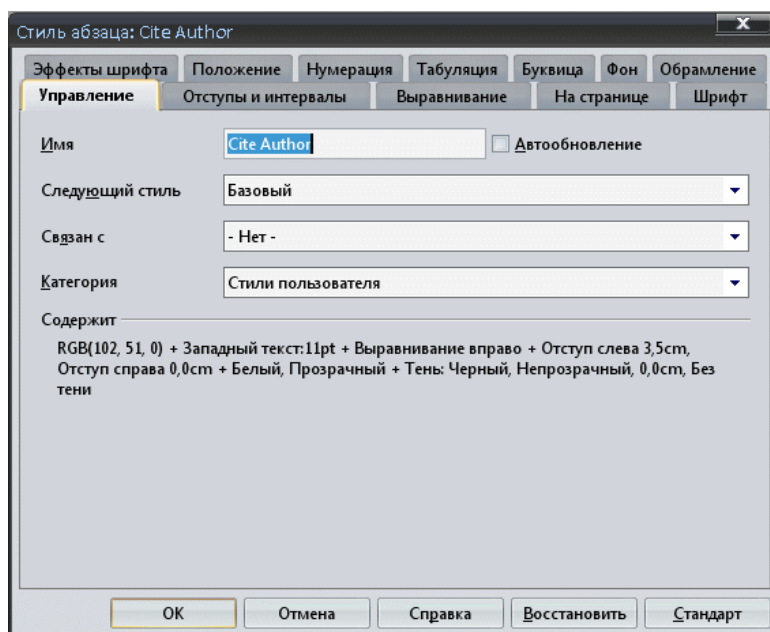 Стиль абзаца: Cite Author
Эффекты шрифта Положение Нумерация Табуляция Буквица Фон Обрамление
Управление Отступы и интервалы Выравнивание На странице Шрифт
Имя Cite Author Автообновление
Следующий стиль Базовый
Связан с - Нет -
Категория Стили пользователя
Содержит
RGB(102, 51, 0) + Западный текст:11pt + Выравнивание вправо + Отступ слева 3,5cm,
Отступ справа 0,0cm + Белый, Прозрачный + Тень: Черный, Непрозрачный, 0,0cm, Без
тени
OK Отмена Справка Восстановить Стандарт